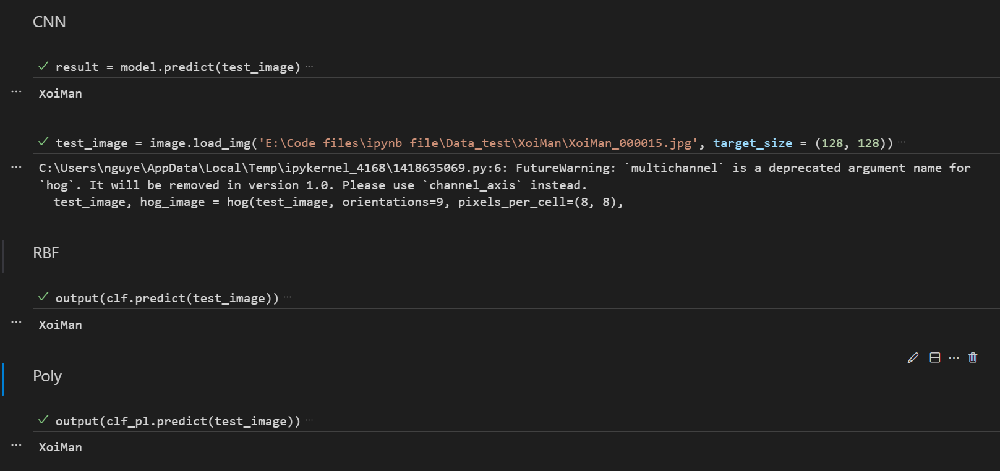 CNN
result = model.predict(test_image) ...
XoiMan
test_image = image.load_img('E:\Code files\ipynb file\Data_test\XoiMan\XoiMan_000015.jpg', target_size = (128, 128)) ...
C:\Users\nguye\AppData\Local\Temp\ipykernel_4168\1418635069.py:6: FutureWarning: `multichannel` is a deprecated argument name for
`hog`. It will be removed in version 1.0. Please use `channel_axis` instead.
test_image, hog_image = hog(test_image, orientations=9, pixels_per_cell=(8, 8),
RBF
output(clf.predict(test_image)) ...
XoiMan
Poly
output(clf_pl.predict(test_image)) ...
XoiMan